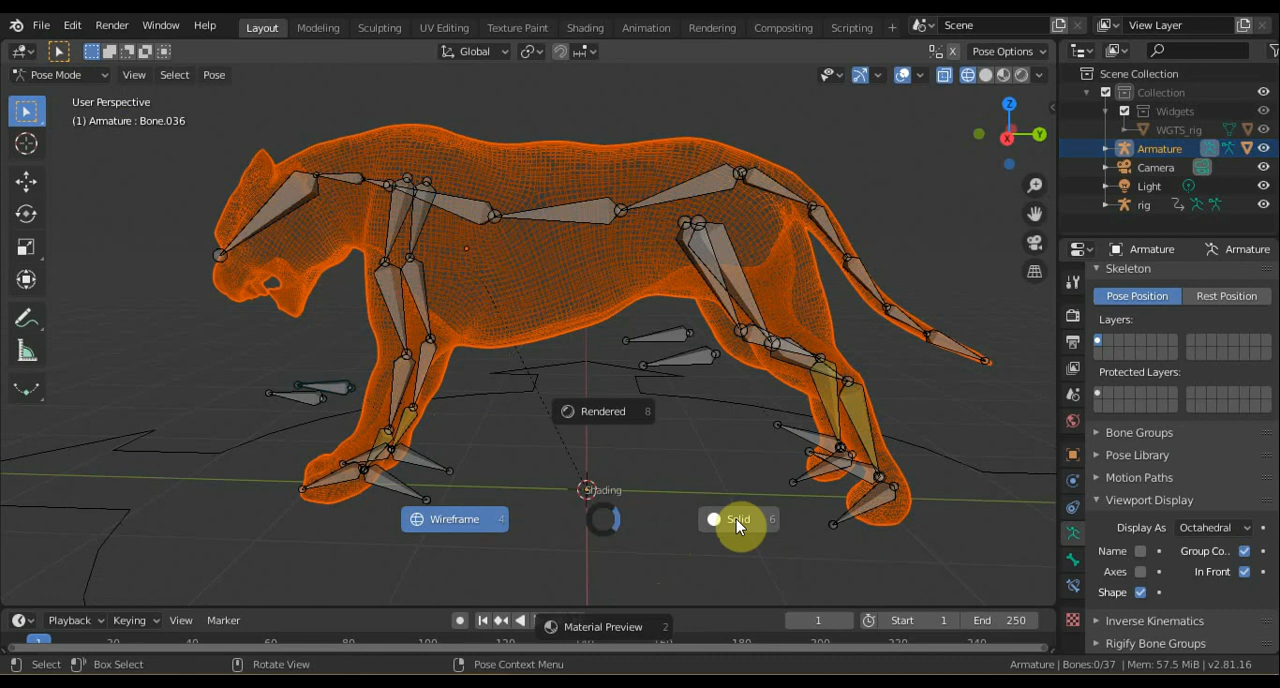 File Edit Render Window Help Layout Modeling Sculpting UV Editing Texture Paint Shading Animation Rendering Compositing Scripting + Scene View Layer
Global Pose Options
Pose Mode View Select Pose
User Perspective
(1) Armature : Bone.036
Z
Y
X
Scene Collection
Collection
Widgets
WGTS_rig
Armature
Camera
Light
rig
Armature Armature
Skeleton
Pose Position Rest Position
Layers:
Protected Layers:
Bone Groups
Pose Library
Motion Paths
Viewport Display
Display As Octahedral
Name Group Co..
Axes In Front
Shape
Inverse Kinematics
Rigify Bone Groups
Rendered 8
Shading
Wireframe 4
Solid 6
Material Preview 2
Playback Keying View Marker 1 Start 1 End 250
1
Select Box Select Rotate View Pose Context Menu Armature | Bones:0/37 | Mem: 57.5 MiB | v2.81.16